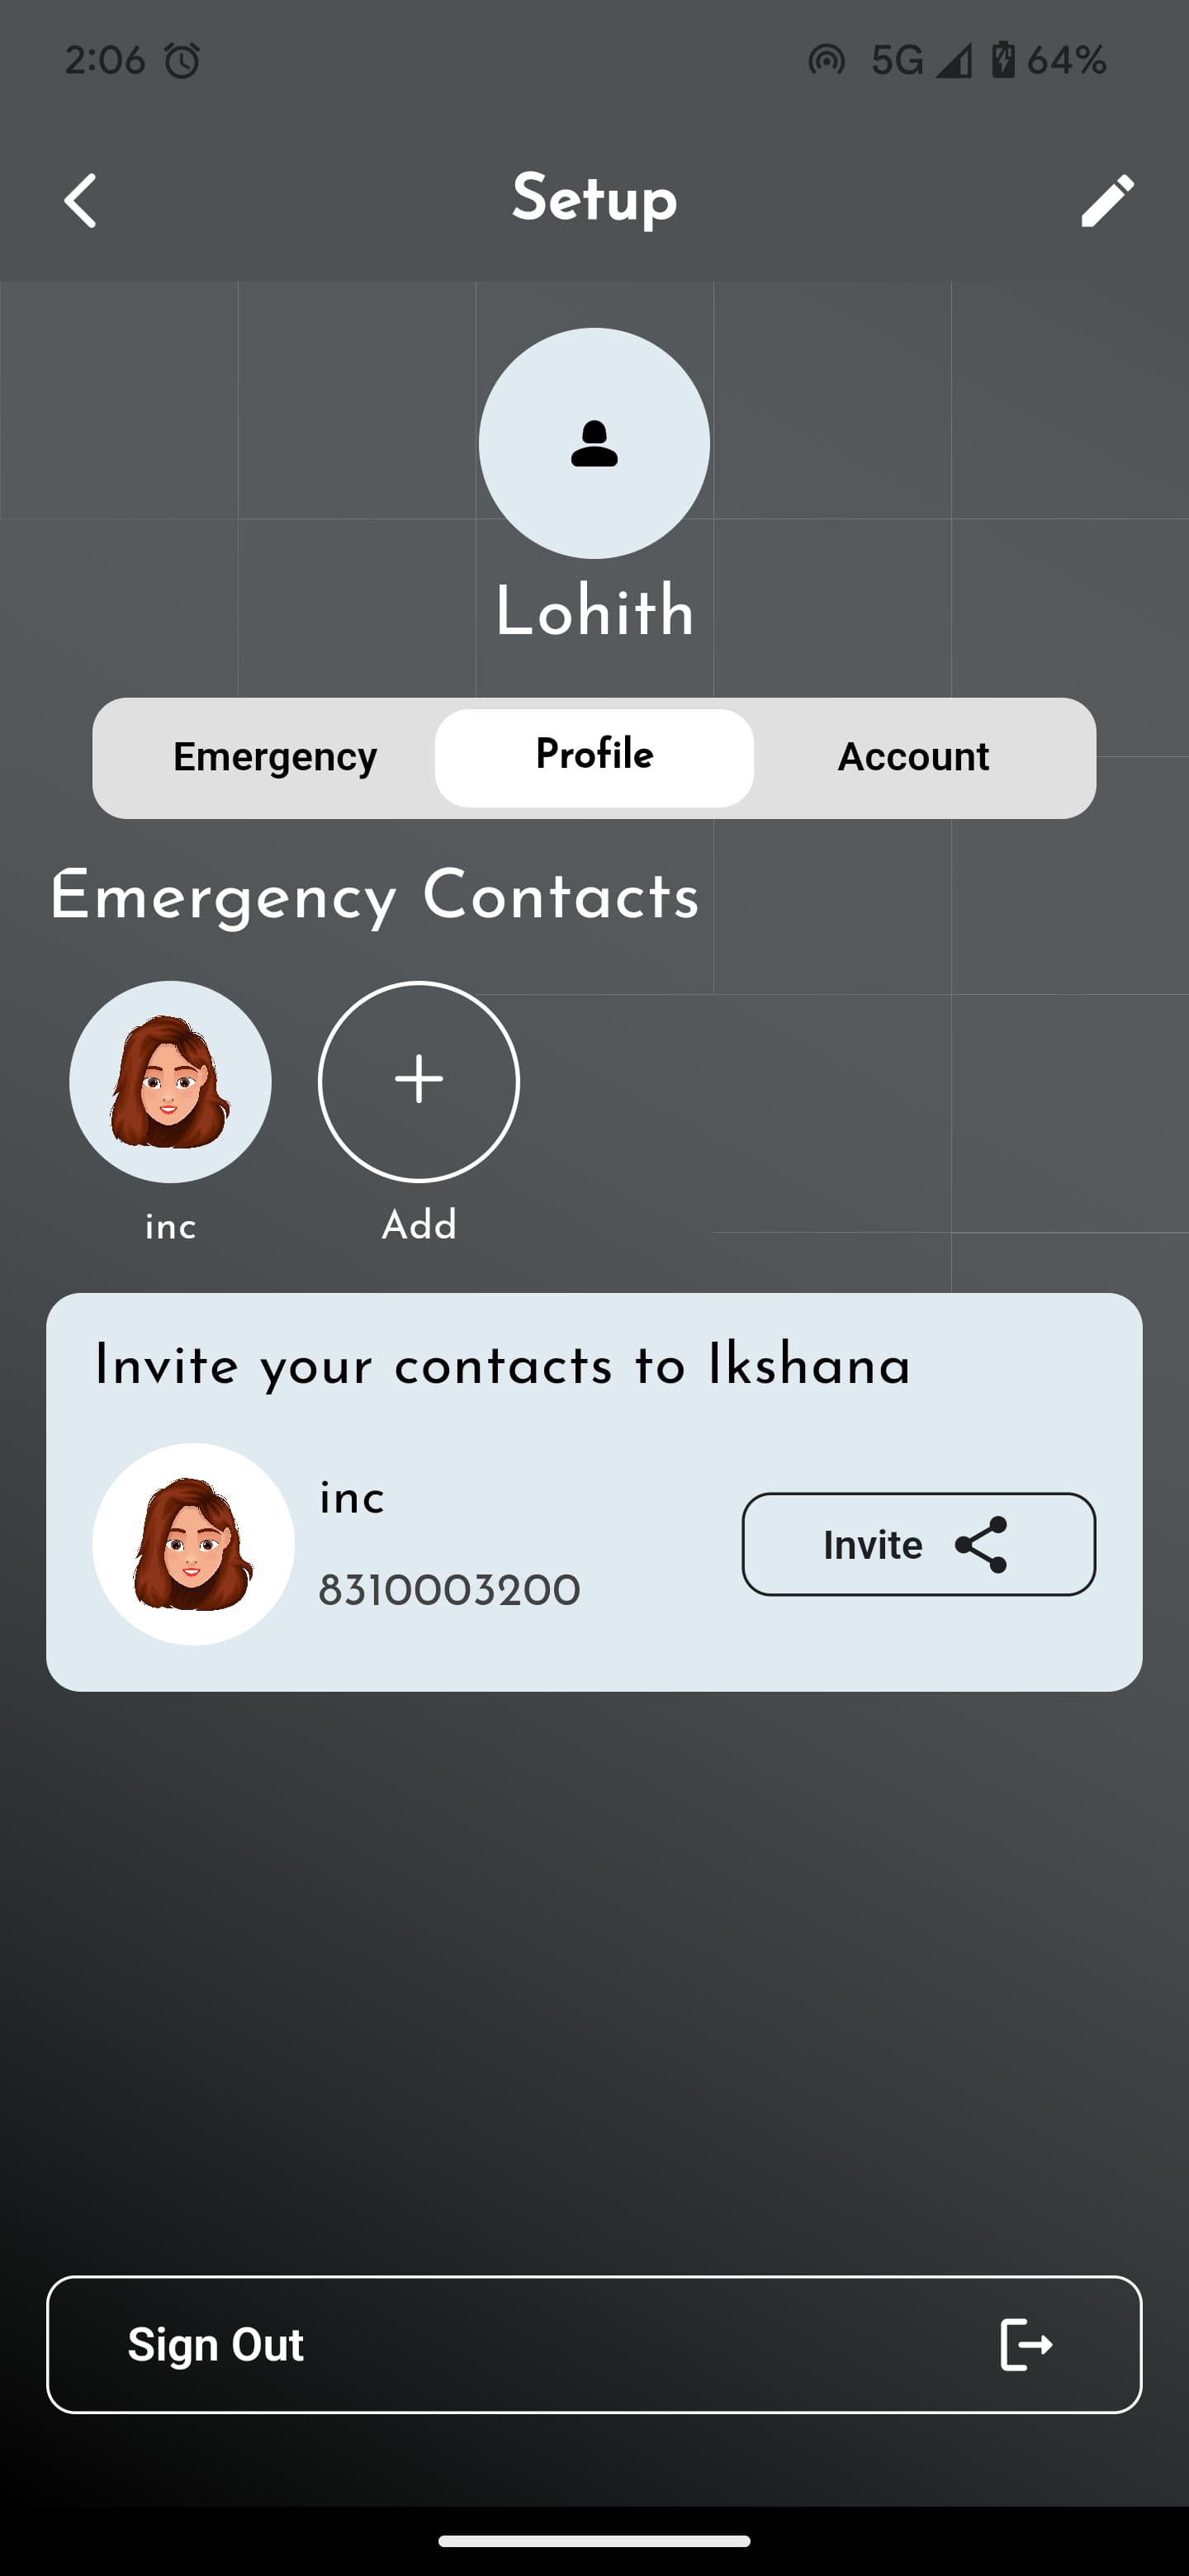 2:06 5G 64%
Setup
Lohith
Emergency Profile Account
Emergency Contacts
inc Add
Invite your contacts to Ikshana
inc
8310003200
Invite
Sign Out